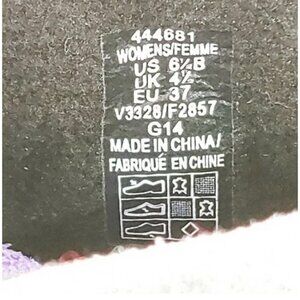 444681
WOMENS/FEMME
US 6½B
UK 4½
EU 37
V3328/F2857
G14
MADE IN CHINA/
FABRIQUÉ EN CHINE